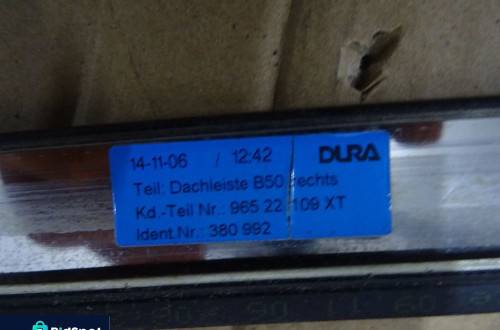 14-11-06 / 12:42 DURA
Teil: Dachleiste B50 rechts
Kd.-Teil Nr.: 965 22 109 XT
Ident.Nr.: 380 992
BidSpot